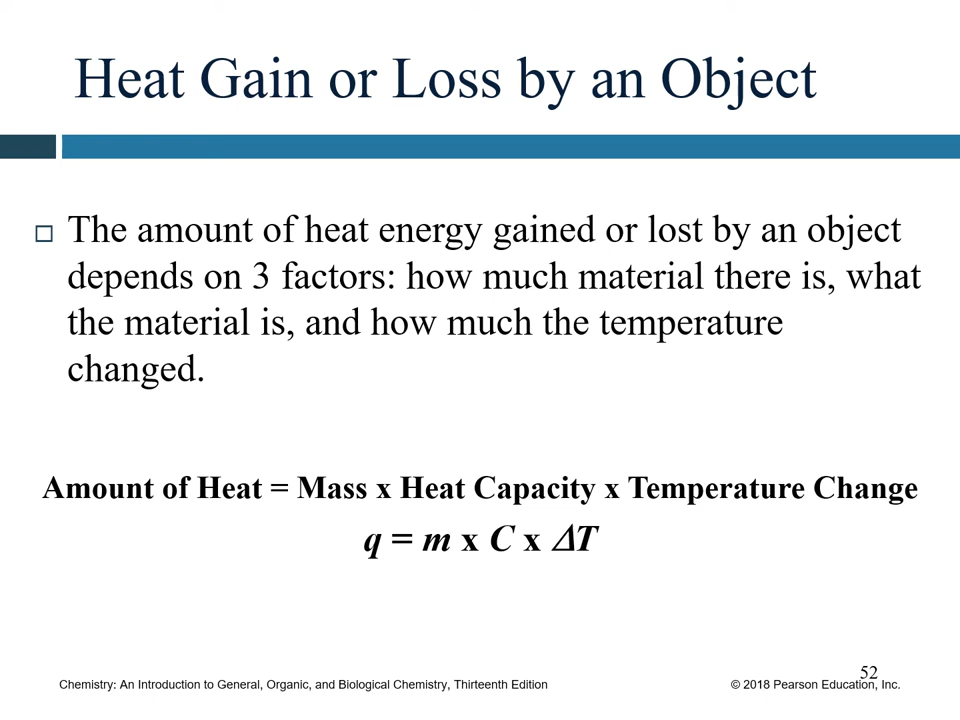 Heat Gain or Loss by an Object
□ The amount of heat energy gained or lost by an object
depends on 3 factors: how much material there is, what
the material is, and how much the temperature
changed.
Amount of Heat = Mass x Heat Capacity x Temperature Change
q = m x C x ΔT
52
Chemistry: An Introduction to General, Organic, and Biological Chemistry, Thirteenth Edition
© 2018 Pearson Education, Inc.